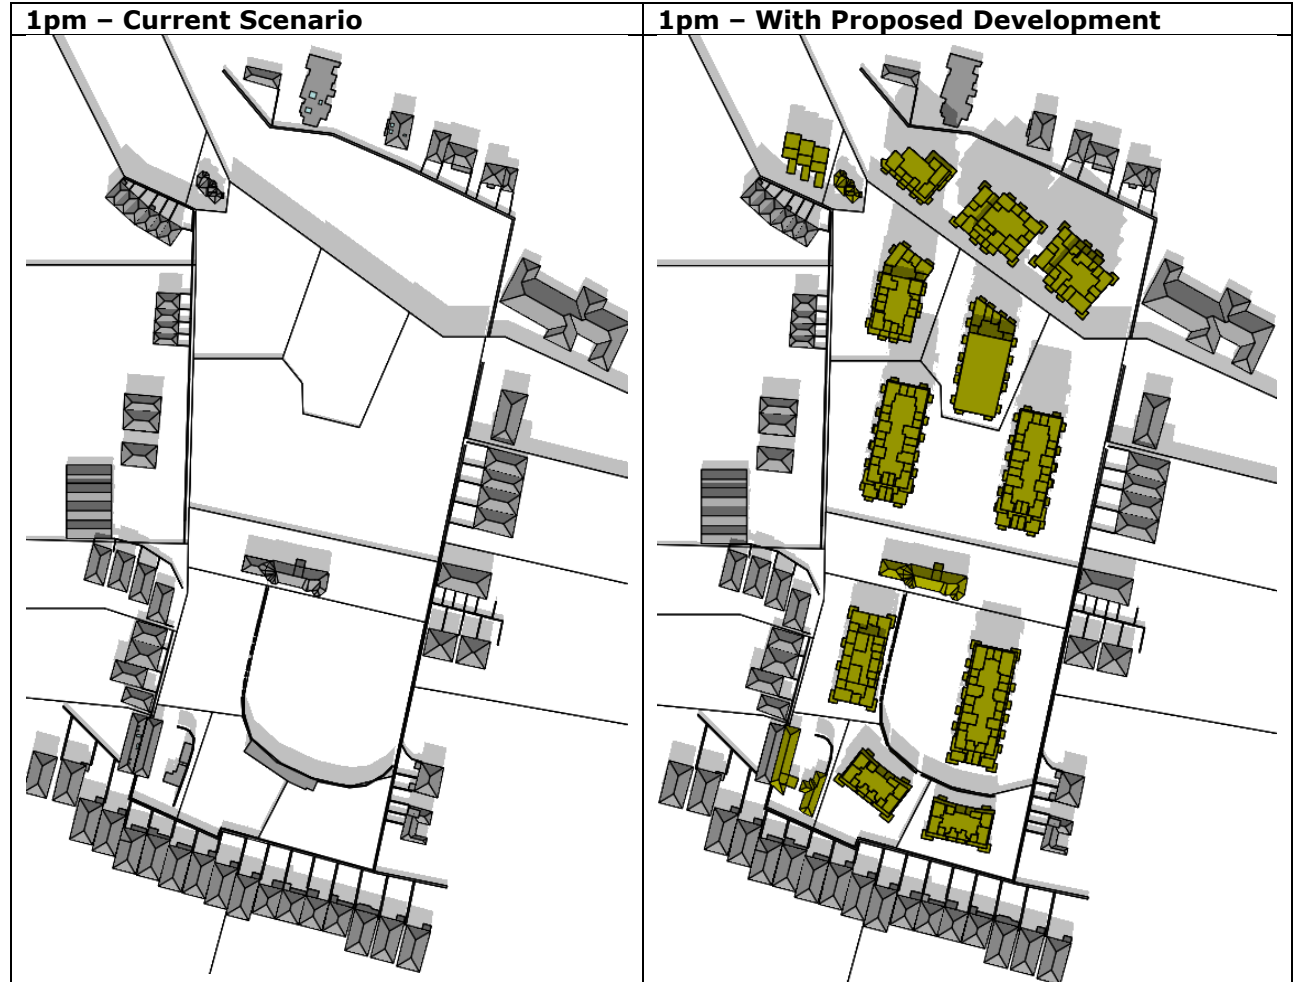 1pm – Current Scenario
1pm – With Proposed Development